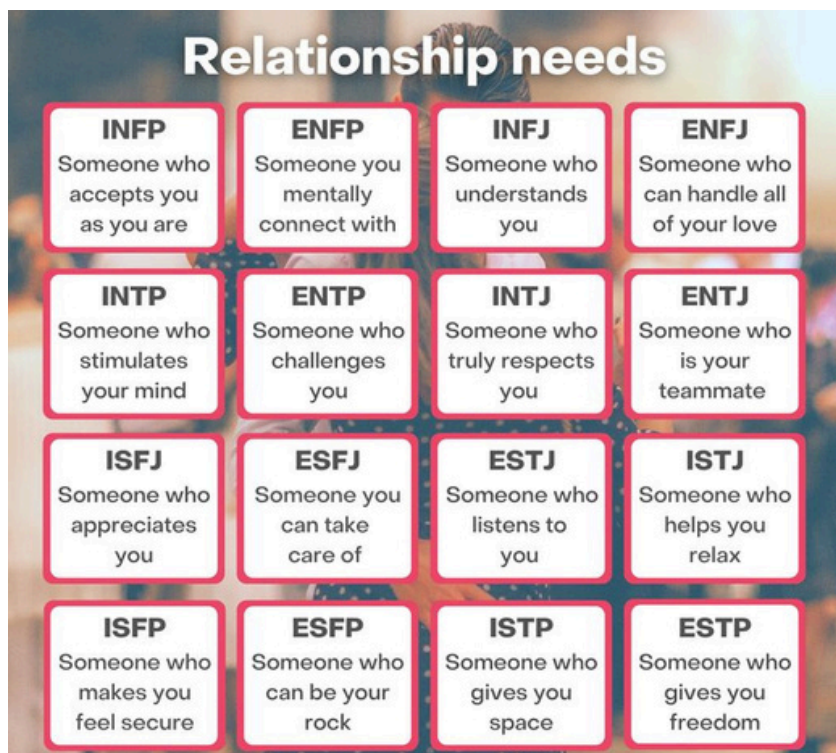 Relationship needs
INFP
Someone who
accepts you
as you are
ENFP
Someone you
mentally
connect with
INFJ
Someone who
understands
you
ENFJ
Someone who
can handle all
of your love
INTP
Someone who
stimulates
your mind
ENTP
Someone who
challenges
you
INTJ
Someone who
truly respects
you
ENTJ
Someone who
is your
teammate
ISFJ
Someone who
appreciates
you
ESFJ
Someone you
can take
care of
ESTJ
Someone who
listens to
you
ISTJ
Someone who
helps you
relax
ISFP
Someone who
makes you
feel secure
ESFP
Someone who
can be your
rock
ISTP
Someone who
gives you
space
ESTP
Someone who
gives you
freedom